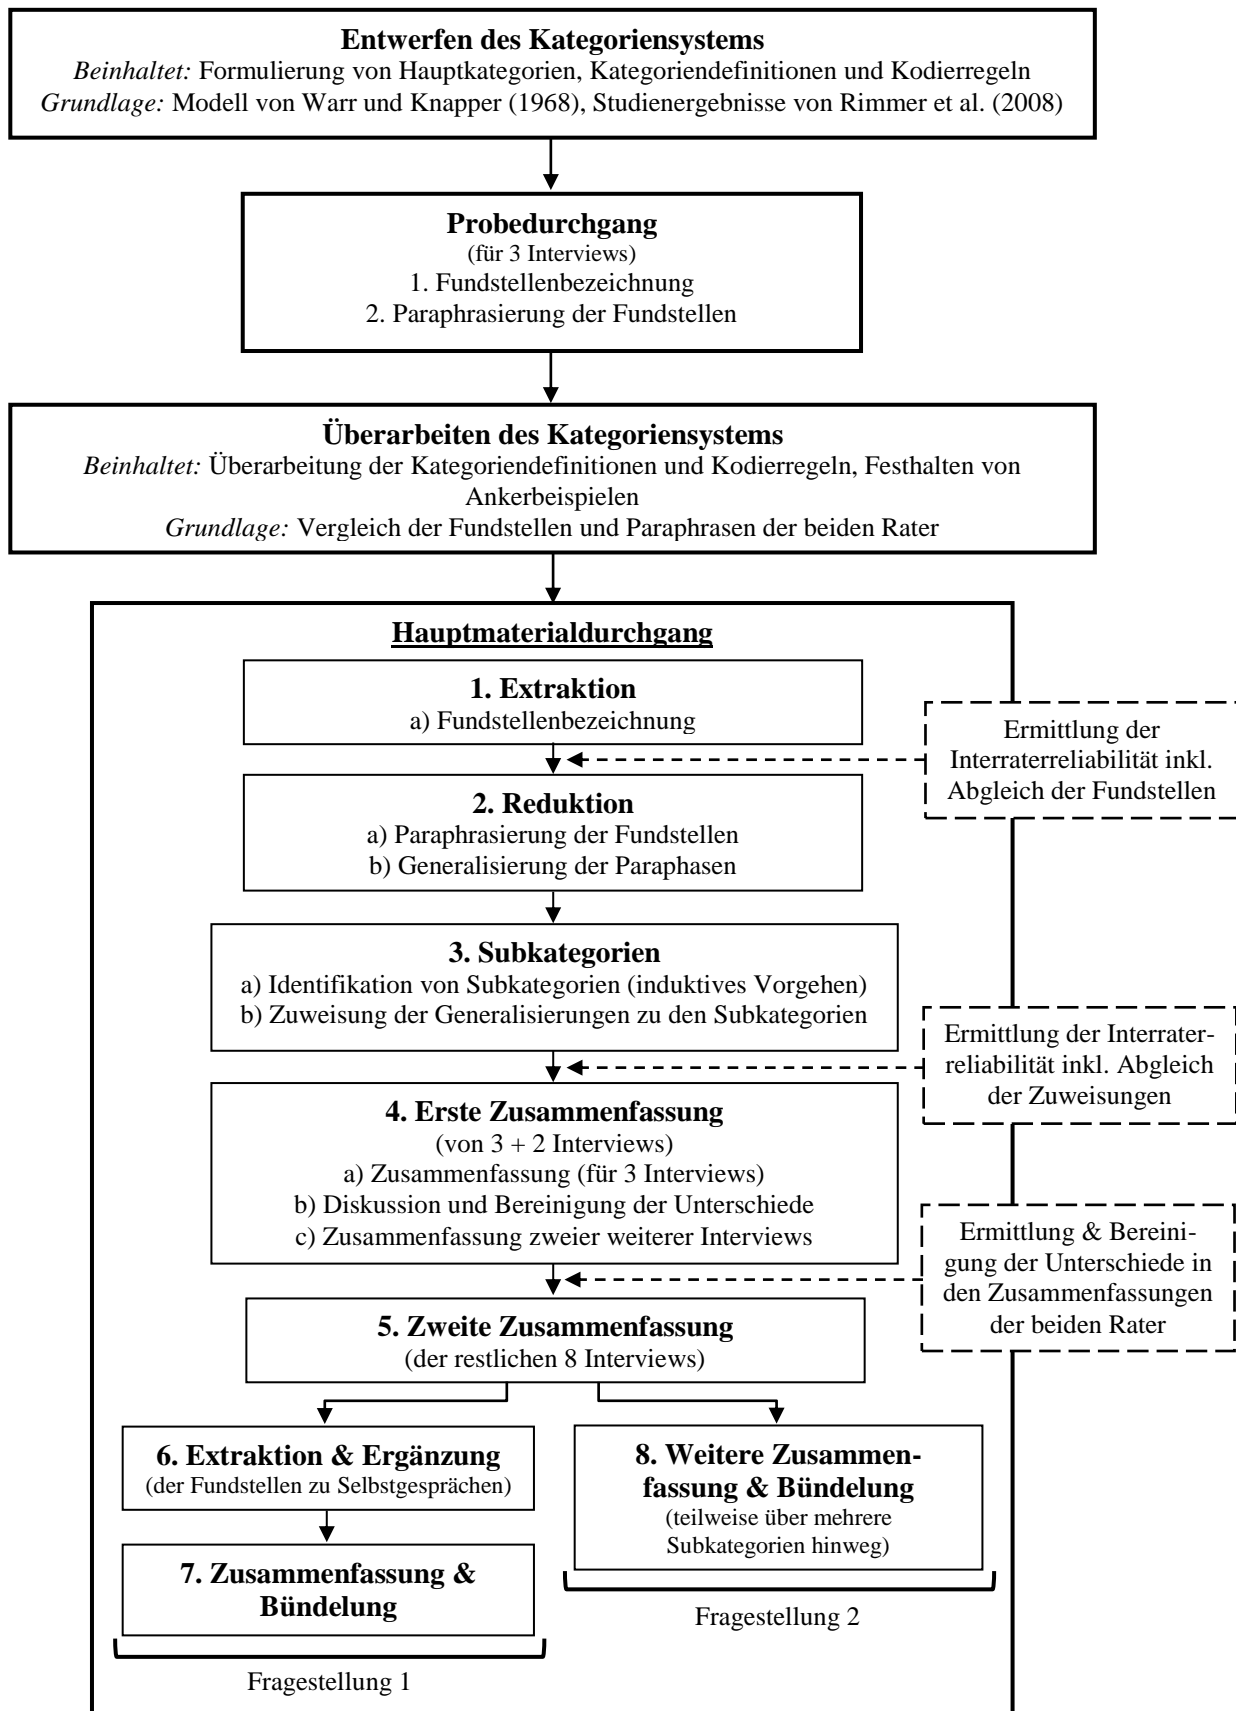 Entwerfen des Kategoriensystems
Beinhaltet: Formulierung von Hauptkategorien, Kategoriendefinitionen und Kodierregeln
Grundlage: Modell von Warr und Knapper (1968), Studienergebnisse von Rimmer et al. (2008)
Probedurchgang
(für 3 Interviews)
1. Fundstellenbezeichnung
2. Paraphrasierung der Fundstellen
Überarbeiten des Kategoriensystems
Beinhaltet: Überarbeitung der Kategoriendefinitionen und Kodierregeln, Festhalten von
Ankerbeispielen
Grundlage: Vergleich der Fundstellen und Paraphrasen der beiden Rater
Hauptmaterialdurchgang
1. Extraktion
a) Fundstellenbezeichnung
Ermittlung der
Interraterreliabilität inkl.
Abgleich der Fundstellen
2. Reduktion
a) Paraphrasierung der Fundstellen
b) Generalisierung der Paraphasen
3. Subkategorien
a) Identifikation von Subkategorien (induktives Vorgehen)
b) Zuweisung der Generalisierungen zu den Subkategorien
Ermittlung der Interrater-
reliabilität inkl. Abgleich
der Zuweisungen
4. Erste Zusammenfassung
(von 3 + 2 Interviews)
a) Zusammenfassung (für 3 Interviews)
b) Diskussion und Bereinigung der Unterschiede
c) Zusammenfassung zweier weiterer Interviews
Ermittlung & Bereini-
gung der Unterschiede in
den Zusammenfassungen
der beiden Rater
5. Zweite Zusammenfassung
(der restlichen 8 Interviews)
6. Extraktion & Ergänzung
(der Fundstellen zu Selbstgesprächen)
7. Zusammenfassung &
Bündelung
Fragestellung 1
8. Weitere Zusammen-
fassung & Bündelung
(teilweise über mehrere
Subkategorien hinweg)
Fragestellung 2